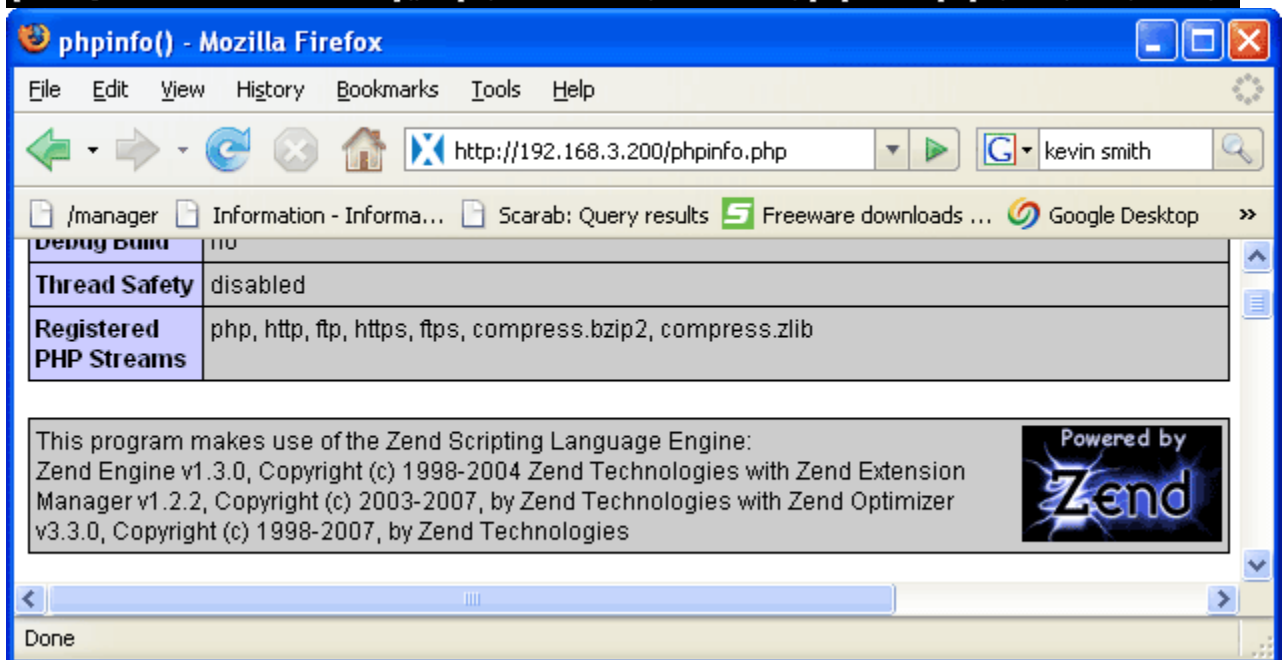 phpinfo() - Mozilla Firefox
File Edit View History Bookmarks Tools Help
http://192.168.3.200/phpinfo.php
kevin smith
/manager Information - Informa... Scarab: Query results Freeware downloads ... Google Desktop »
Debug Build no
Thread Safety disabled
Registered php, http, ftp, https, ftps, compress.bzip2, compress.zlib
PHP Streams
This program makes use of the Zend Scripting Language Engine:
Zend Engine v1.3.0, Copyright (c) 1998-2004 Zend Technologies with Zend Extension
Manager v1.2.2, Copyright (c) 2003-2007, by Zend Technologies with Zend Optimizer
v3.3.0, Copyright (c) 1998-2007, by Zend Technologies
Powered by
Zend
Done